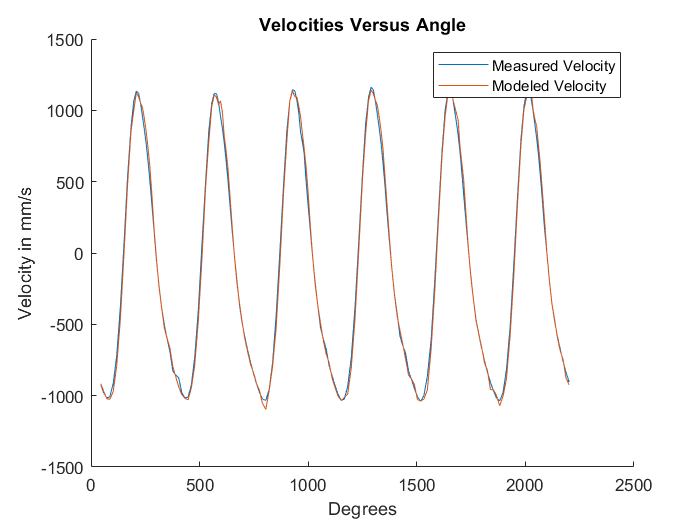 Velocities Versus Angle
Measured Velocity
Modeled Velocity
1500
1000
500
0
-500
-1000
-1500
Velocity in mm/s
0 500 1000 1500 2000 2500
Degrees